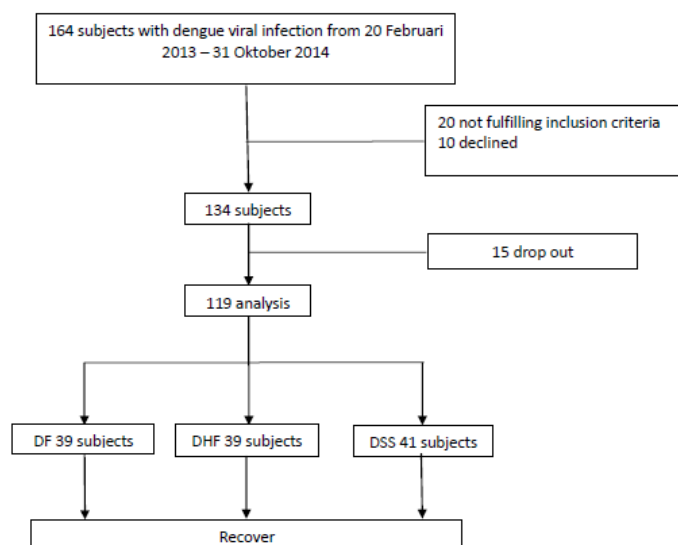 164 subjects with dengue viral infection from 20 Februari
2013 – 31 Oktober 2014
20 not fulfilling inclusion criteria
10 declined
134 subjects
15 drop out
119 analysis
DF 39 subjects
DHF 39 subjects
DSS 41 subjects
Recover